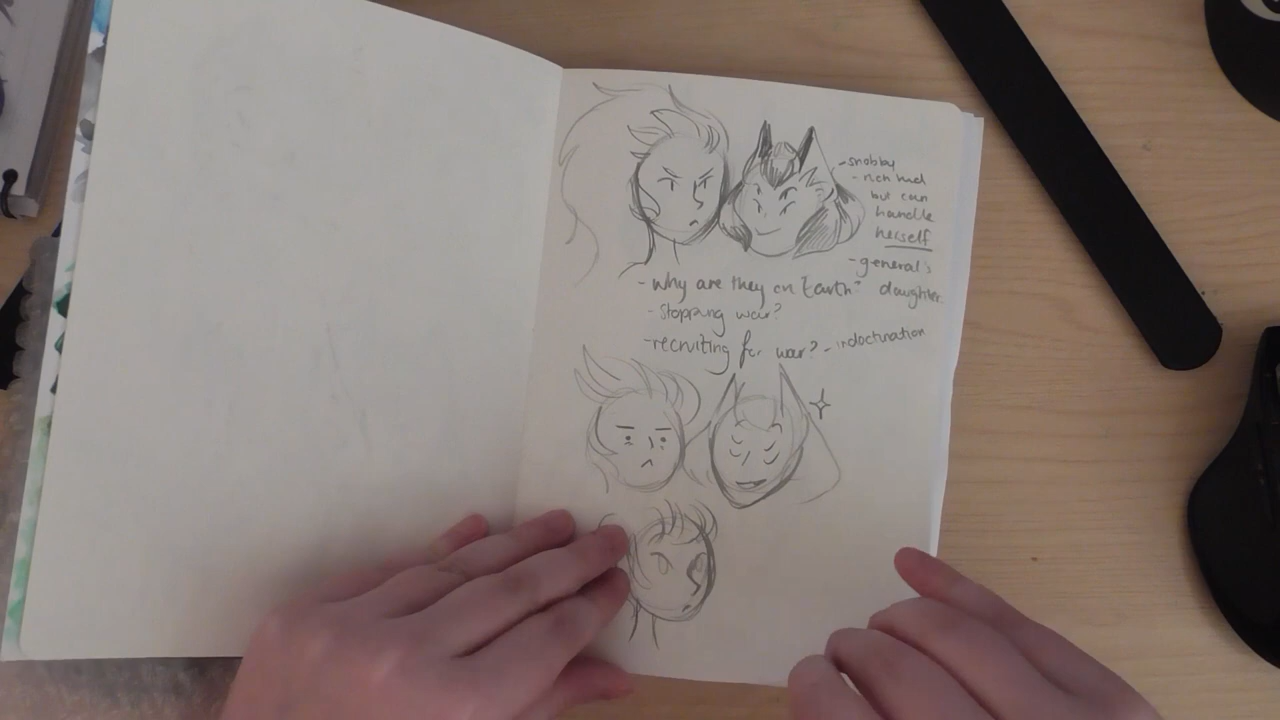 -snobby
- rich kid
but can
handle
herself
-general's
daughter.
- why are they on Earth?
- stopping war?
-recruiting for war? - indoctrination